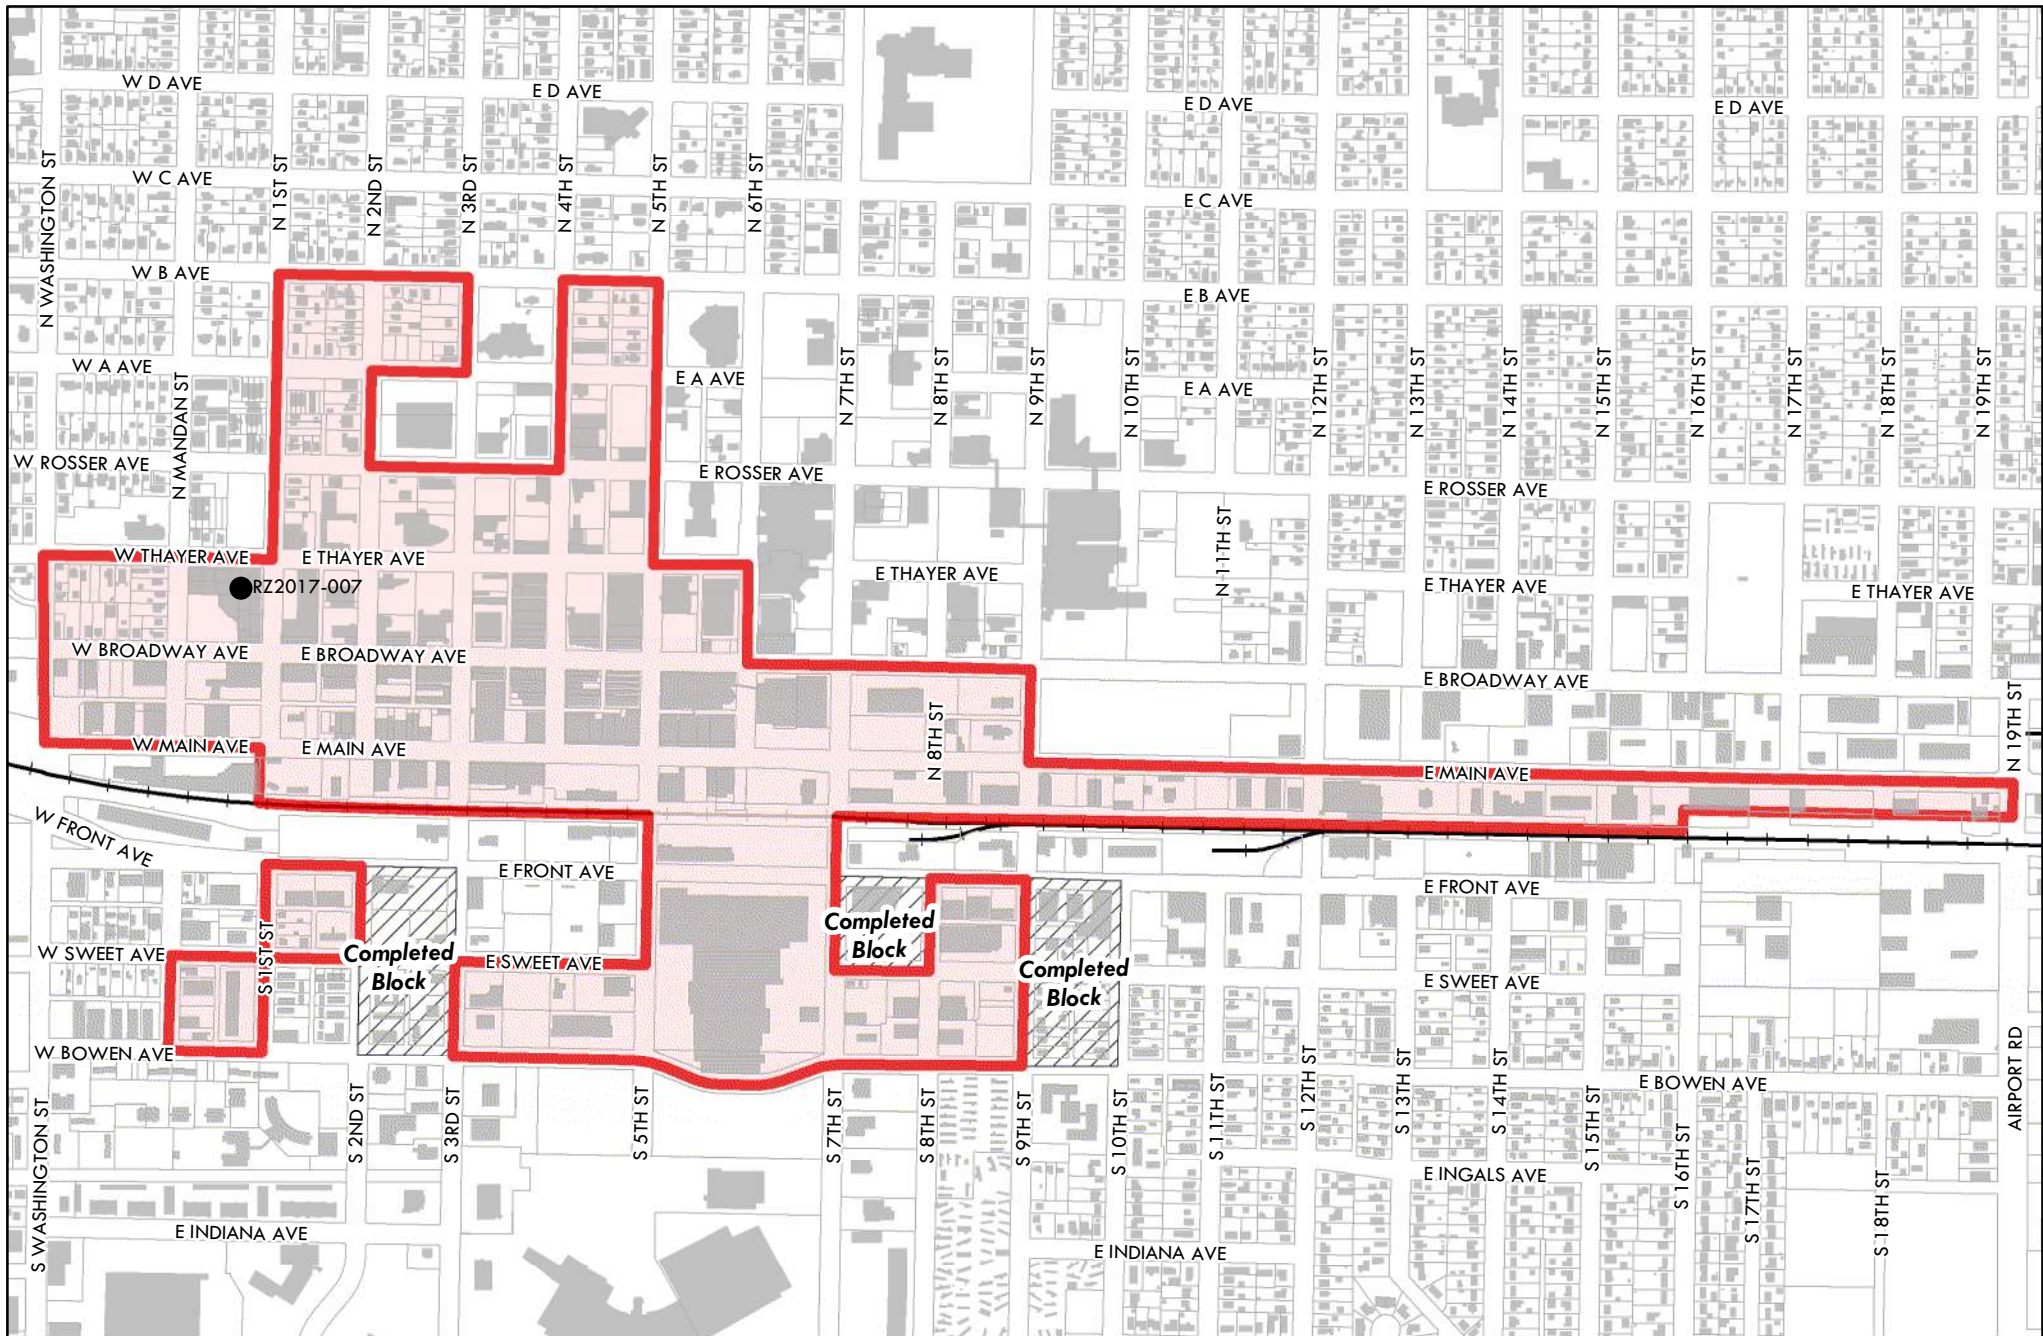 W D AVE
E D AVE
E D AVE
E D AVE
N WASHINGTON ST
N 1ST ST
N 2ND ST
N 3RD ST
N 4TH ST
N 5TH ST
N 6TH ST
W C AVE
E C AVE
W B AVE
E B AVE
W A AVE
E A AVE
E A AVE
N MANDAN ST
N 7TH ST
N 8TH ST
N 9TH ST
N 10TH ST
N 12TH ST
N 13TH ST
N 14TH ST
N 15TH ST
N 16TH ST
N 17TH ST
N 18TH ST
N 19TH ST
W ROSSER AVE
E ROSSER AVE
E ROSSER AVE
N 11TH ST
W THAYER AVE
E THAYER AVE
E THAYER AVE
E THAYER AVE
E THAYER AVE
RZ2017-007
W BROADWAY AVE
E BROADWAY AVE
E BROADWAY AVE
N 8TH ST
N 19TH ST
W MAIN AVE
E MAIN AVE
E MAIN AVE
W FRONT AVE
E FRONT AVE
E FRONT AVE
Completed
Block
Completed
Block
Completed
Block
S 1ST ST
W SWEET AVE
E SWEET AVE
E SWEET AVE
W BOWEN AVE
E BOWEN AVE
AIRPORT RD
S WASHINGTON ST
S 2ND ST
S 3RD ST
S 5TH ST
S 7TH ST
S 8TH ST
S 9TH ST
S 10TH ST
S 11TH ST
S 12TH ST
S 13TH ST
S 14TH ST
S 15TH ST
S 16TH ST
S 17TH ST
S 18TH ST
E INGALS AVE
E INDIANA AVE
E INDIANA AVE